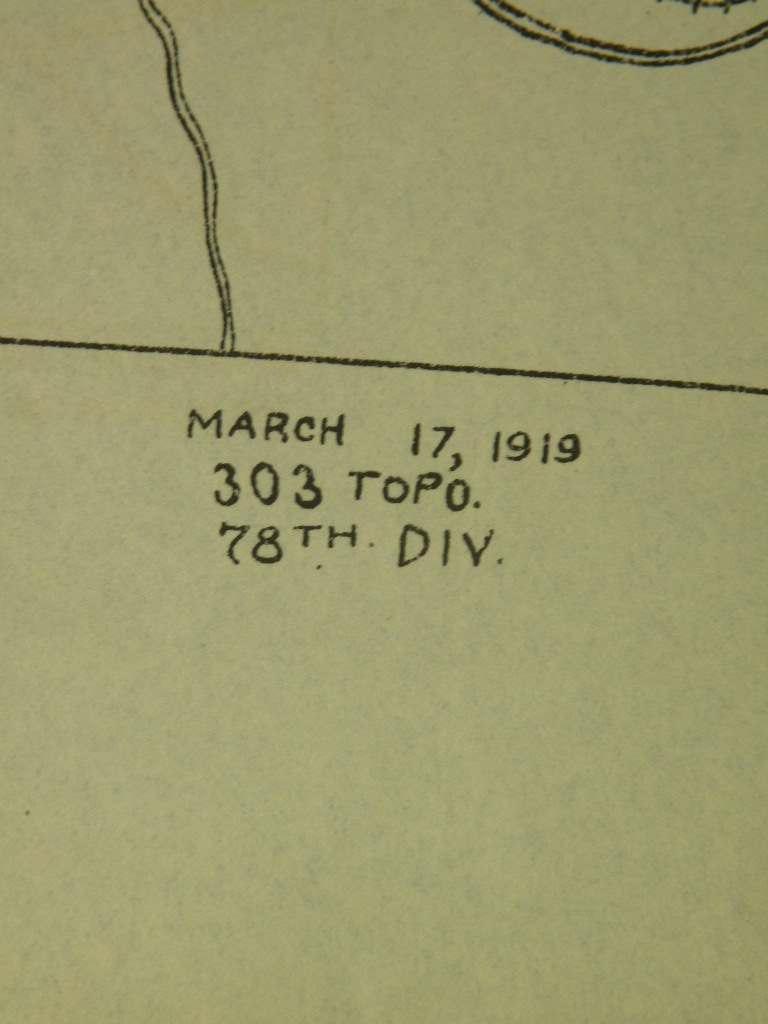 MARCH 17, 1919
303 TOPO.
78TH. DIV.